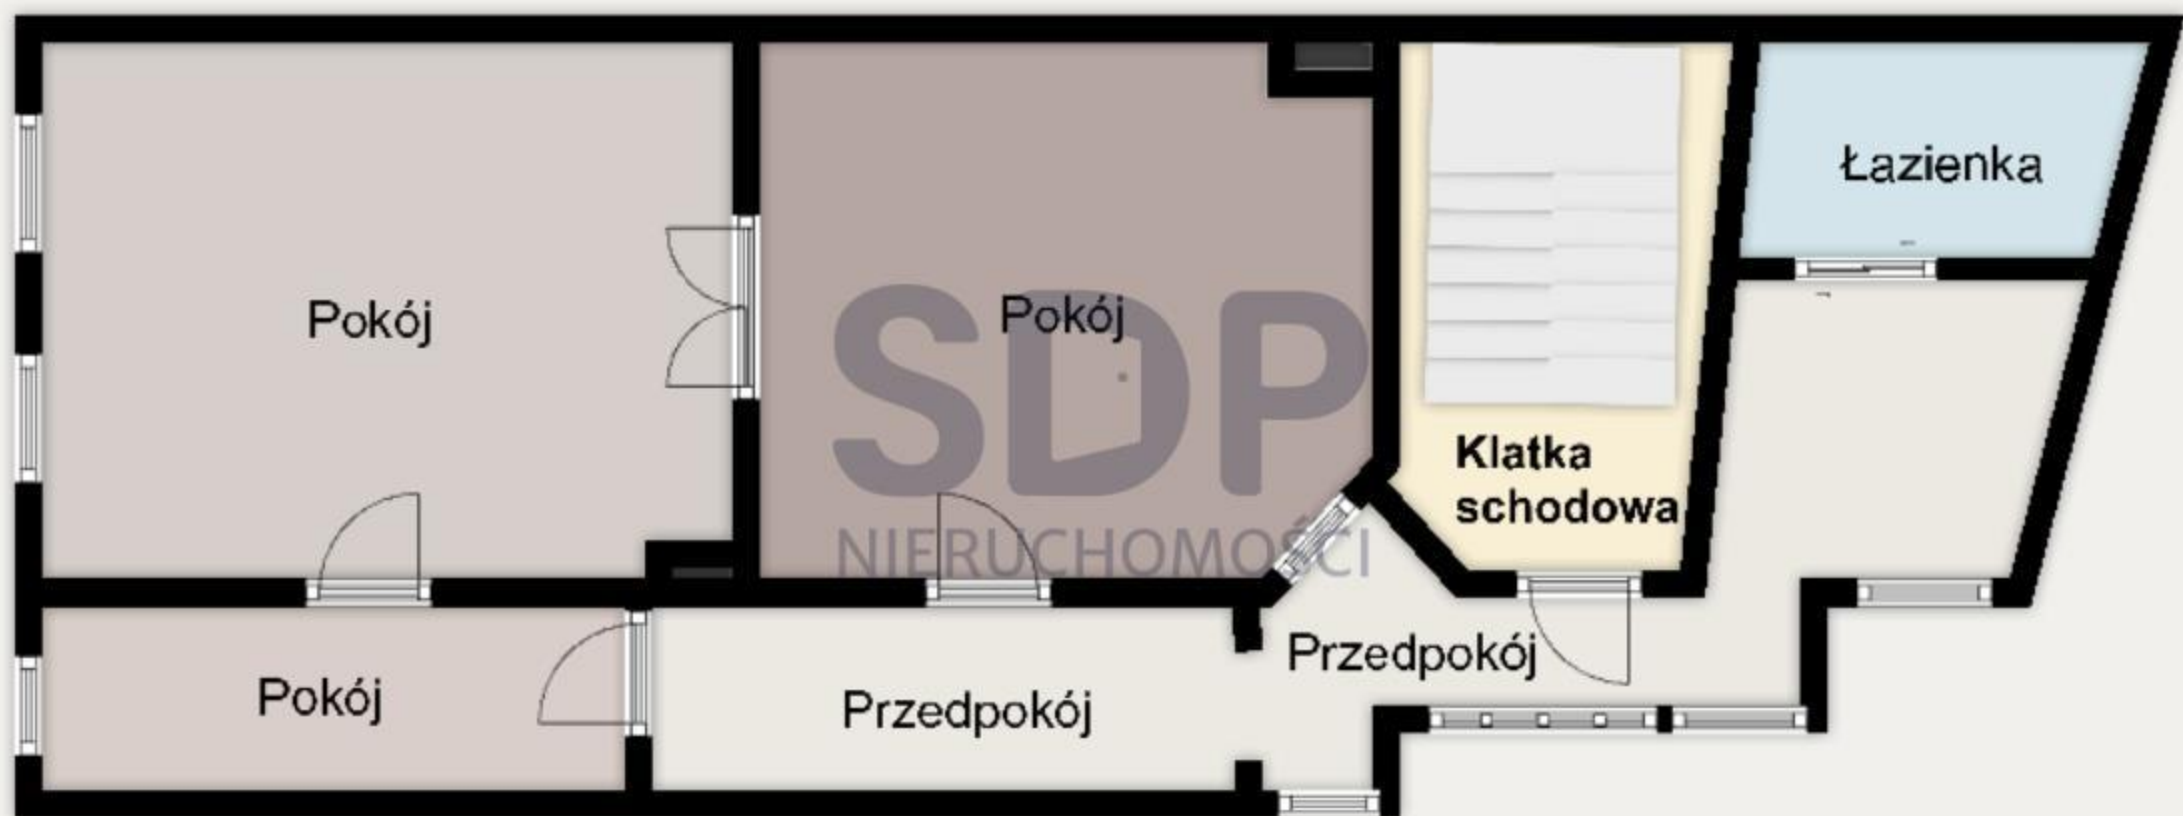 Łazienka
Pokój
Pokój
SDP
NIERUCHOMOŚCI
Klatka
schodowa
Pokój
Przedpokój
Przedpokój